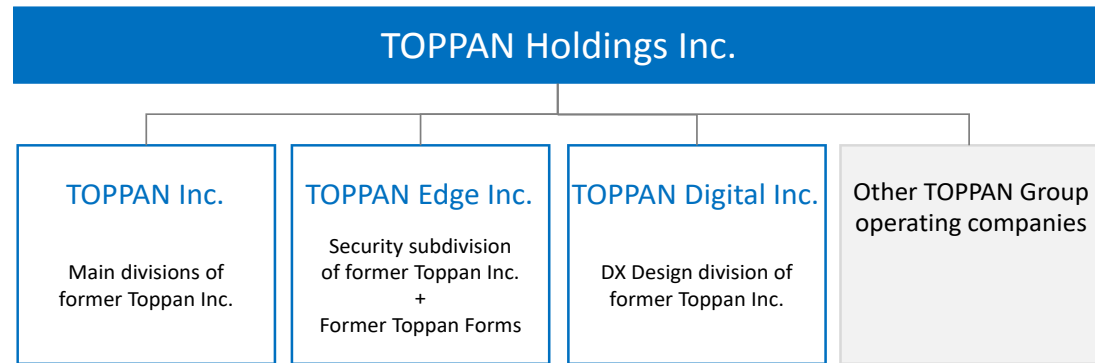 TOPPAN Holdings Inc.
TOPPAN Inc.
Main divisions of
former Toppan Inc.
TOPPAN Edge Inc.
Security subdivision
of former Toppan Inc.
+
Former Toppan Forms
TOPPAN Digital Inc.
DX Design division of
former Toppan Inc.
Other TOPPAN Group
operating companies